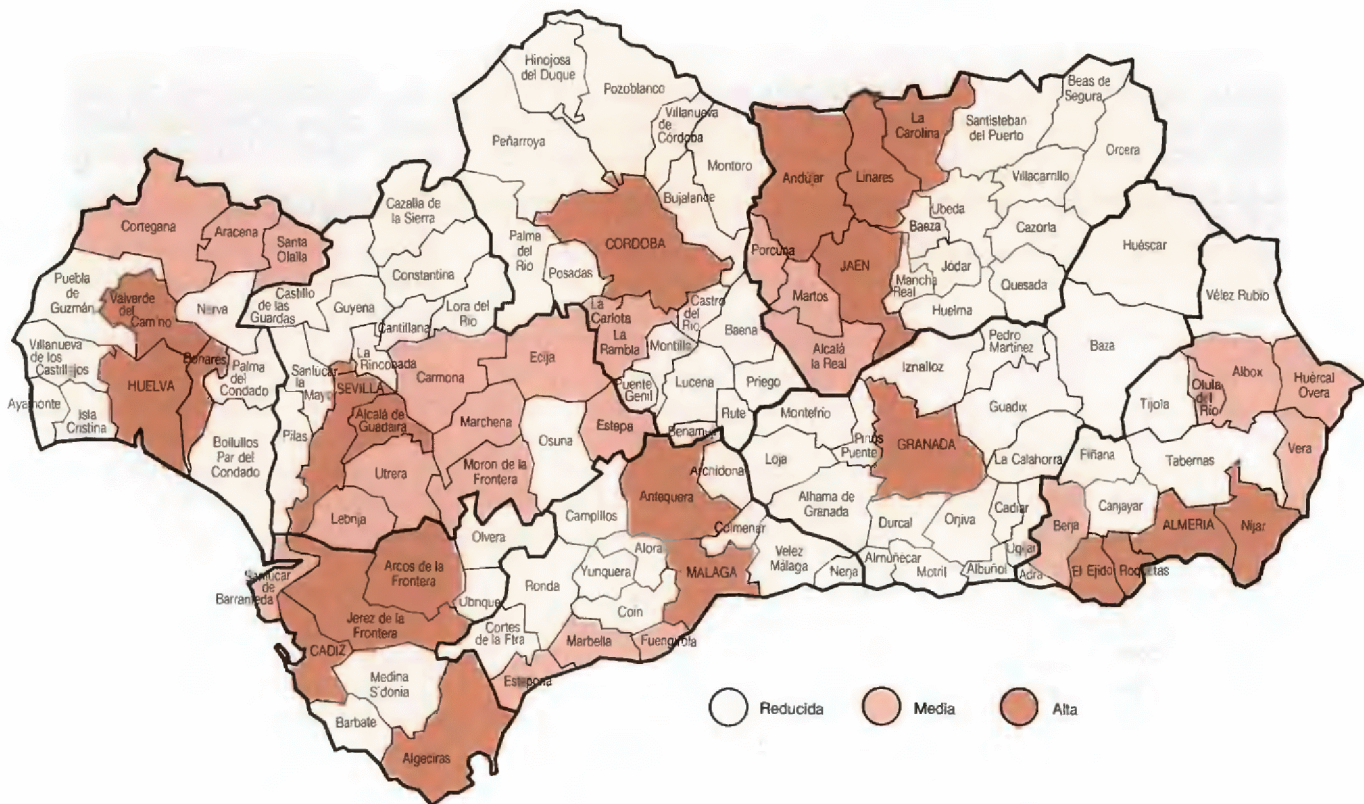 Hinojosa
del Duque
Pozoblanco
Villanueva
de
Córdoba
Peñarroya
Montoro
Bujalance
CORDOBA
Palma
del
Rio
Posadas
La
Carlota
La
Rambla
Castro
del
Rio
Montilla
Baena
Puente
Genil
Lucena
Priego
Rute
Benameji
La
Carolina
Andújar
Linares
Santisteban
del Puerto
Beas de
Segura
Orcera
Villacarrillo
Ubeda
Baeza
Cazorla
Porcuna
JAEN
Jódar
Mancha
Real
Quesada
Martos
Huelma
Alcalá
la Real
Cortegana
Aracena
Santa
Olalla
Puebla
de
Guzmán
Valverde
del
Camino
Nerva
Villanueva
de los
Castillejos
HUELVA
Bonares
Palma
del
Condado
Ayamonte
Isla
Cristina
Bollullos
Par del
Condado
Cazalla de
la Sierra
Constantina
Castillo
de las
Guardas
Guyena
Lora del
Rio
Cantillana
La
Rinconada
Sanlúcar
la
Mayor
SEVILLA
Carmona
Ecija
Alcalá de
Guadaira
Marchena
Estepa
Osuna
Pilas
Utrera
Moron de la
Frontera
Lebrija
Sanlucar
de
Barrameda
Arcos de la
Frontera
Olvera
Ubrique
Jerez de la
Frontera
CADIZ
Medina
Sidonia
Barbate
Algeciras
Campillos
Antequera
Archidona
Colmenar
Alora
Yunquera
Ronda
MALAGA
Velez
Málaga
Nerja
Coin
Cortes
de la Ftra
Marbella
Fuengirola
Estepona
Huéscar
Baza
Pedro
Martinez
Iznalloz
Guadix
Montefrio
Pinos
Puente
GRANADA
Loja
La Calahorra
Alhama de
Granada
Durcal
Orjiva
Cadiar
Ugijar
Almuñecar
Motril
Albuñol
Vélez Rubio
Albox
Huércal
Overa
Olula
del
Rio
Tijola
Vera
Fiñana
Tabernas
Canjayar
Berja
ALMERIA
Nijar
Adra
El Ejido
Roquetas
Reducida
Media
Alta